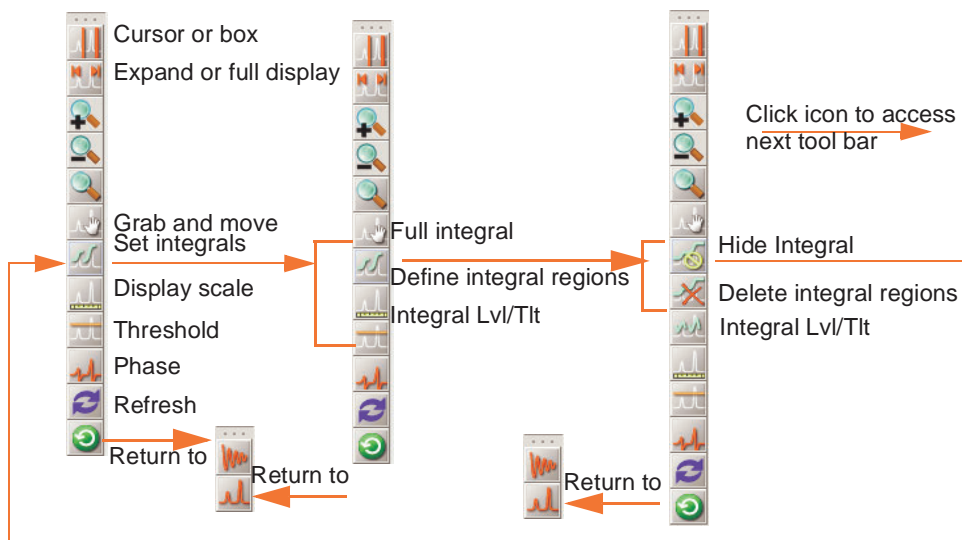 Cursor or box
Expand or full display
Grab and move
Set integrals
Display scale
Threshold
Phase
Refresh
Return to
Return to
Full integral
Define integral regions
Integral Lvl/Tlt
Click icon to access
next tool bar
Hide Integral
Delete integral regions
Integral Lvl/Tlt
Return to